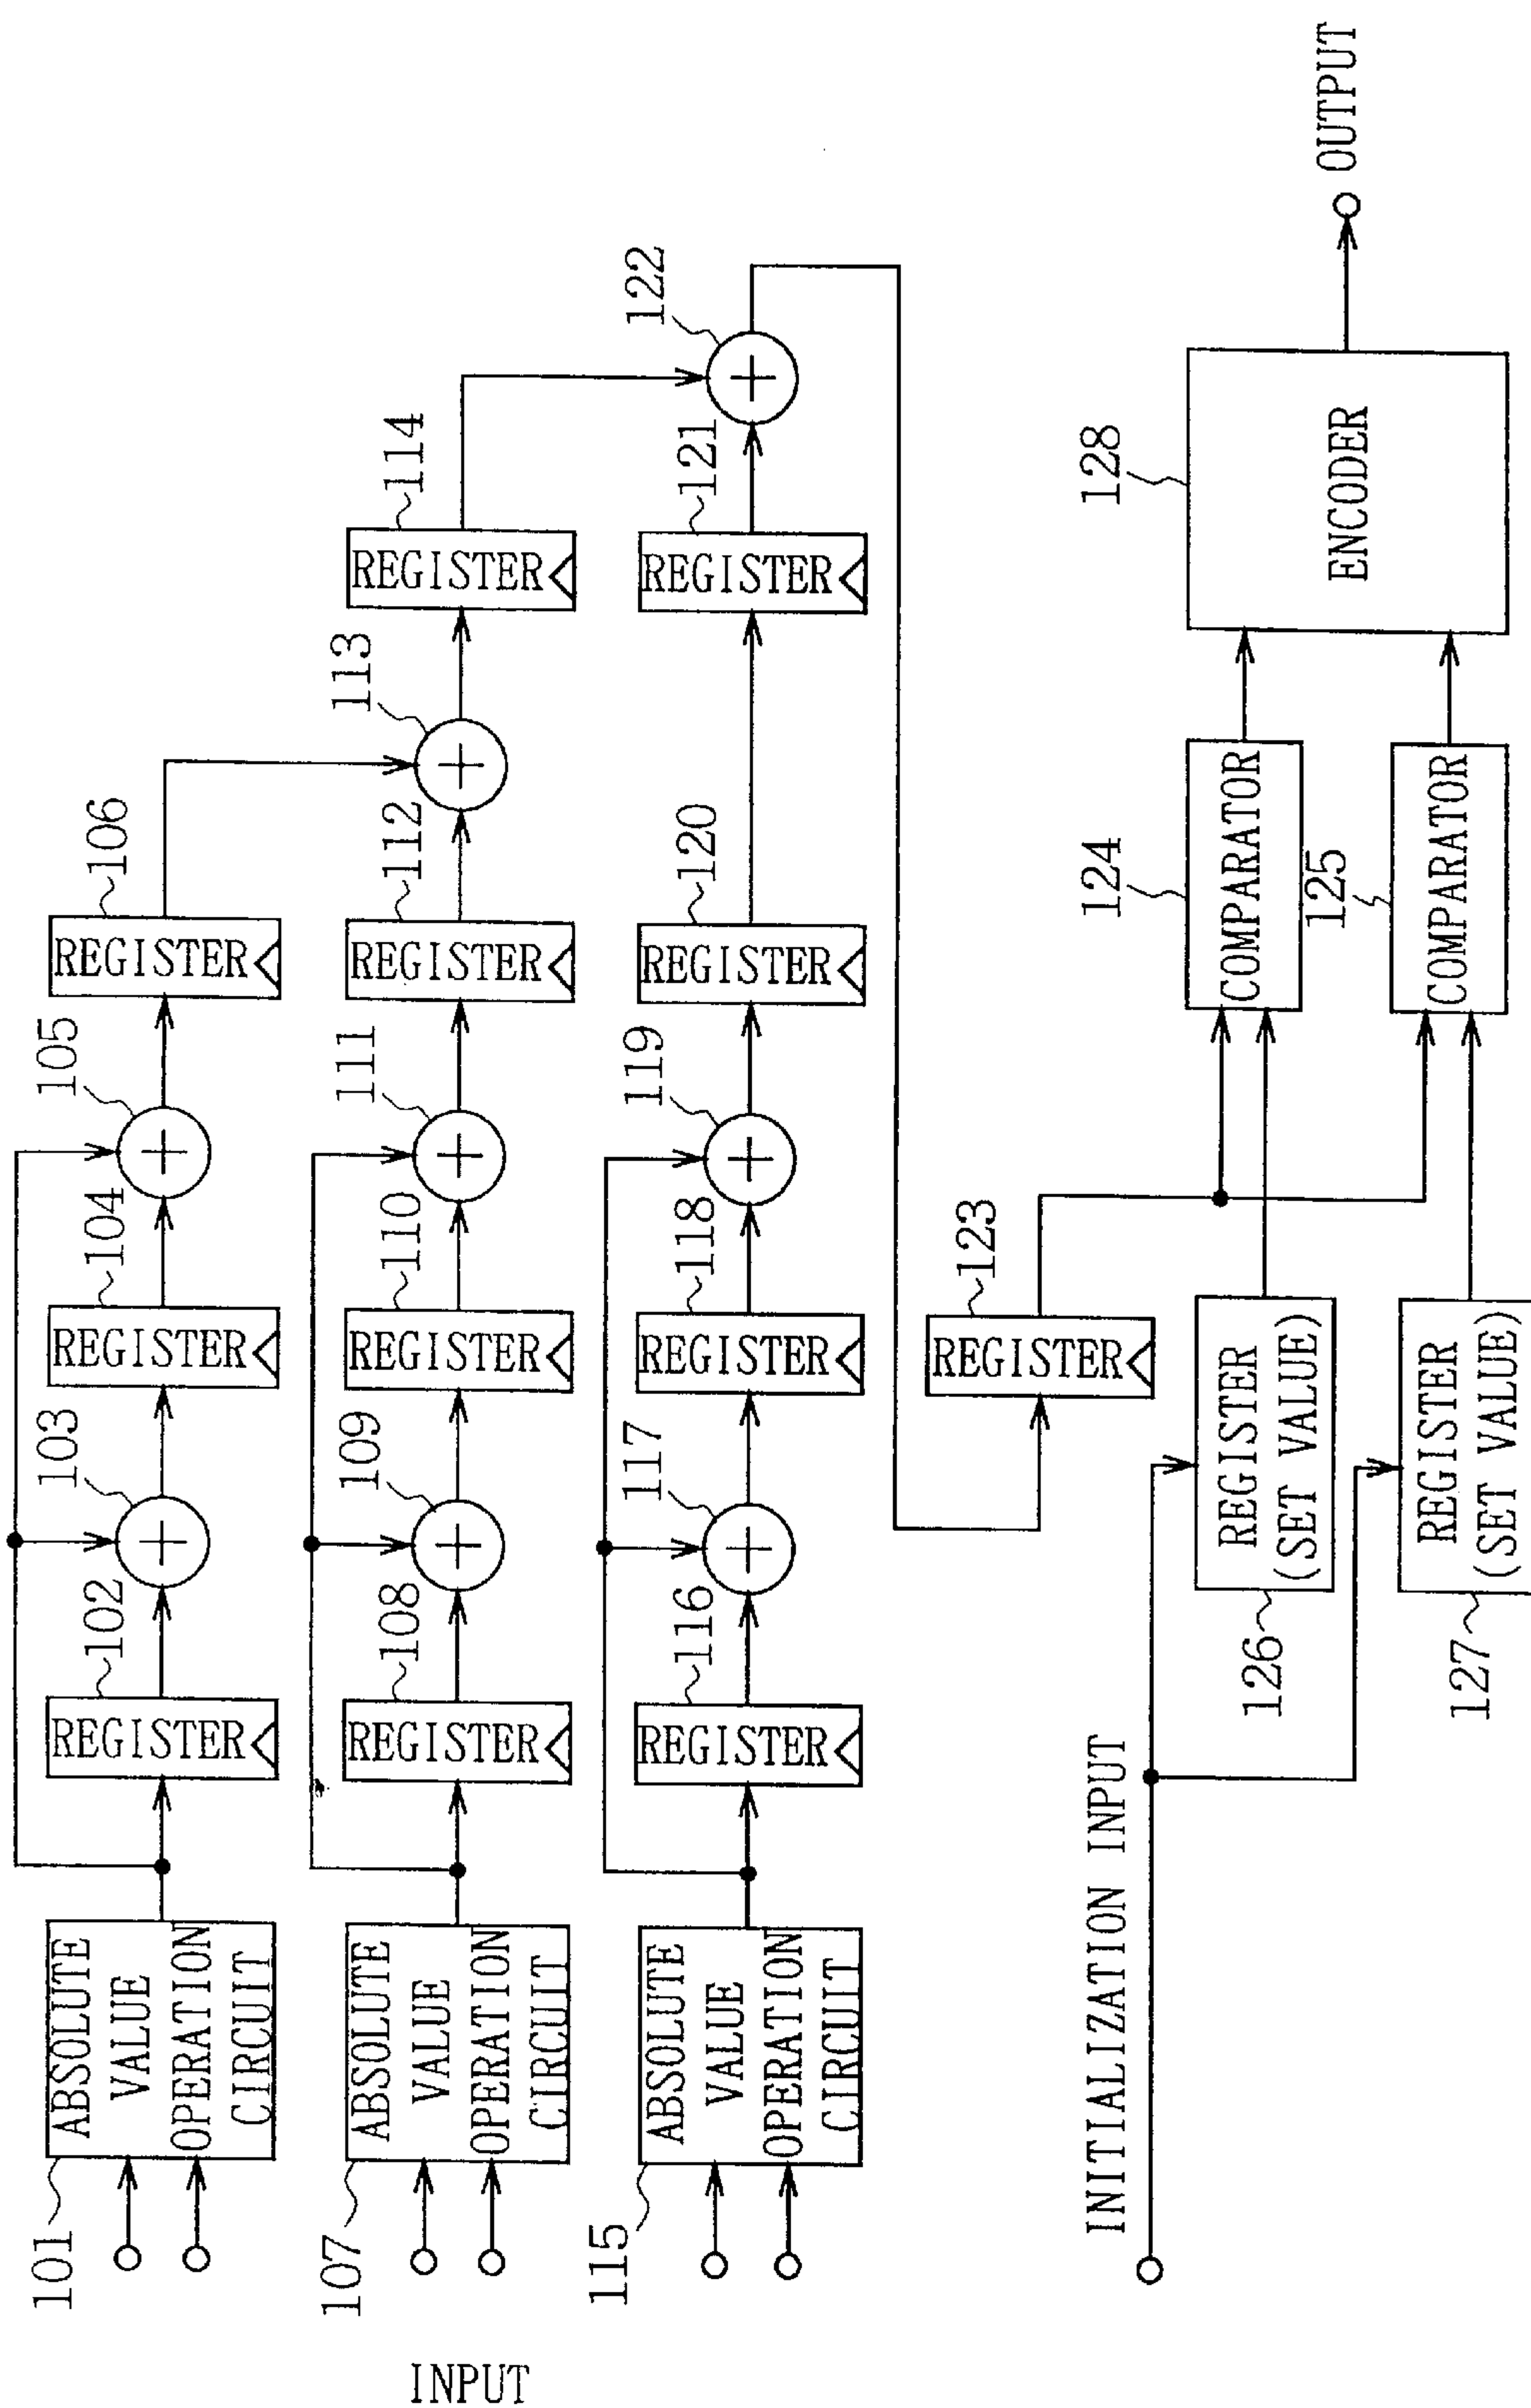 INPUT
101
ABSOLUTE
VALUE
OPERATION
CIRCUIT
102
REGISTER
103
104
REGISTER
105
106
REGISTER
107
ABSOLUTE
VALUE
OPERATION
CIRCUIT
108
REGISTER
109
110
REGISTER
111
112
REGISTER
113
114
REGISTER
115
ABSOLUTE
VALUE
OPERATION
CIRCUIT
116
REGISTER
117
118
REGISTER
119
120
REGISTER
121
REGISTER
122
123
REGISTER
INITIALIZATION INPUT
126
REGISTER
(SET VALUE)
127
REGISTER
(SET VALUE)
124
COMPARATOR
125
COMPARATOR
128
ENCODER
OUTPUT